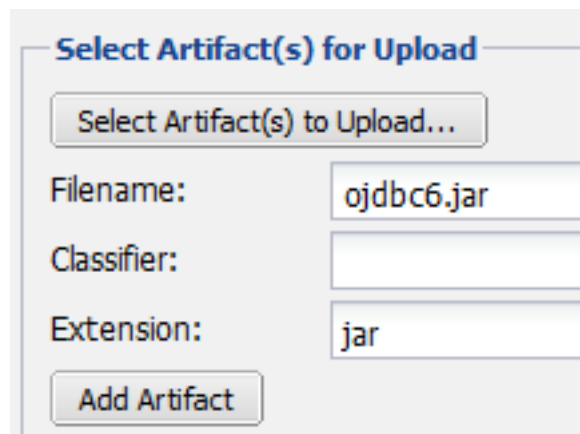 Select Artifact(s) for Upload
Select Artifact(s) to Upload...
Filename: ojdbc6.jar
Classifier:
Extension: jar
Add Artifact